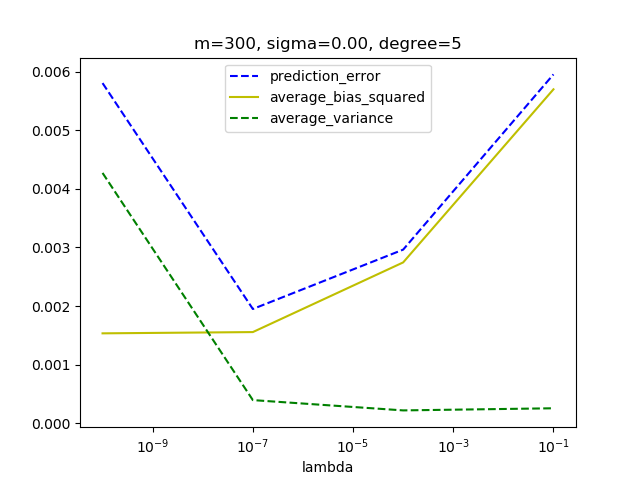 m=300, sigma=0.00, degree=5
prediction_error
average_bias_squared
average_variance
0.006
0.005
0.004
0.003
0.002
0.001
0.000
10⁻⁹ 10⁻⁷ 10⁻⁵ 10⁻³ 10⁻¹
lambda